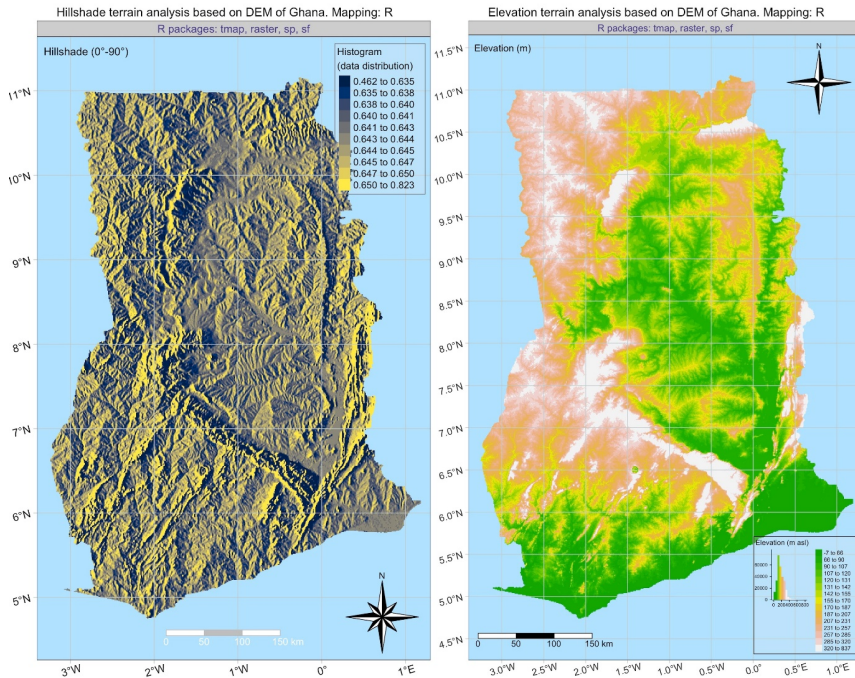 Hillshade terrain analysis based on DEM of Ghana. Mapping: R
R packages: tmap, raster, sp, sf
Hillshade (0°-90°)
Histogram
(data distribution)
0.462 to 0.635
0.635 to 0.638
0.638 to 0.640
0.640 to 0.641
0.641 to 0.643
0.643 to 0.644
0.644 to 0.645
0.645 to 0.647
0.647 to 0.650
0.650 to 0.823
11°N
10°N
9°N
8°N
7°N
6°N
5°N
N
0 50 100 150 km
3°W 2°W 1°W 0° 1°E
Elevation terrain analysis based on DEM of Ghana. Mapping: R
R packages: tmap, raster, sp, sf
Elevation (m)
N
11.5°N
11.0°N
10.5°N
10.0°N
9.5°N
9.0°N
8.5°N
8.0°N
7.5°N
7.0°N
6.5°N
6.0°N
5.5°N
5.0°N
4.5°N
Elevation (m asl)
80000
40000
0
-7 to 66
66 to 90
90 to 107
107 to 120
120 to 131
131 to 142
142 to 155
155 to 170
170 to 187
187 to 207
207 to 231
231 to 257
257 to 285
285 to 320
320 to 837
0 50 100 150 km
3.0°W 2.5°W 2.0°W 1.5°W 1.0°W 0.5°W 0.0° 0.5°E 1.0°E